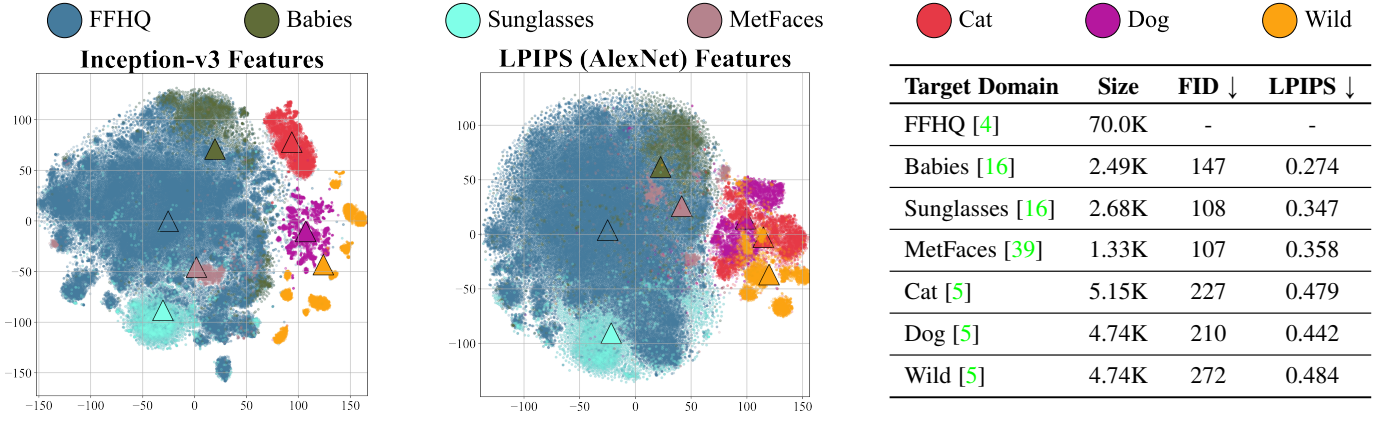 FFHQ Babies Sunglasses MetFaces Cat Dog Wild
Inception-v3 Features
100
50
0
−50
−100
−150
−150 −100 −50 0 50 100 150
LPIPS (AlexNet) Features
100
50
0
−50
−100
−100 −50 0 50 100 150
Target Domain Size FID ↓ LPIPS ↓
FFHQ [4] 70.0K - -
Babies [16] 2.49K 147 0.274
Sunglasses [16] 2.68K 108 0.347
MetFaces [39] 1.33K 107 0.358
Cat [5] 5.15K 227 0.479
Dog [5] 4.74K 210 0.442
Wild [5] 4.74K 272 0.484